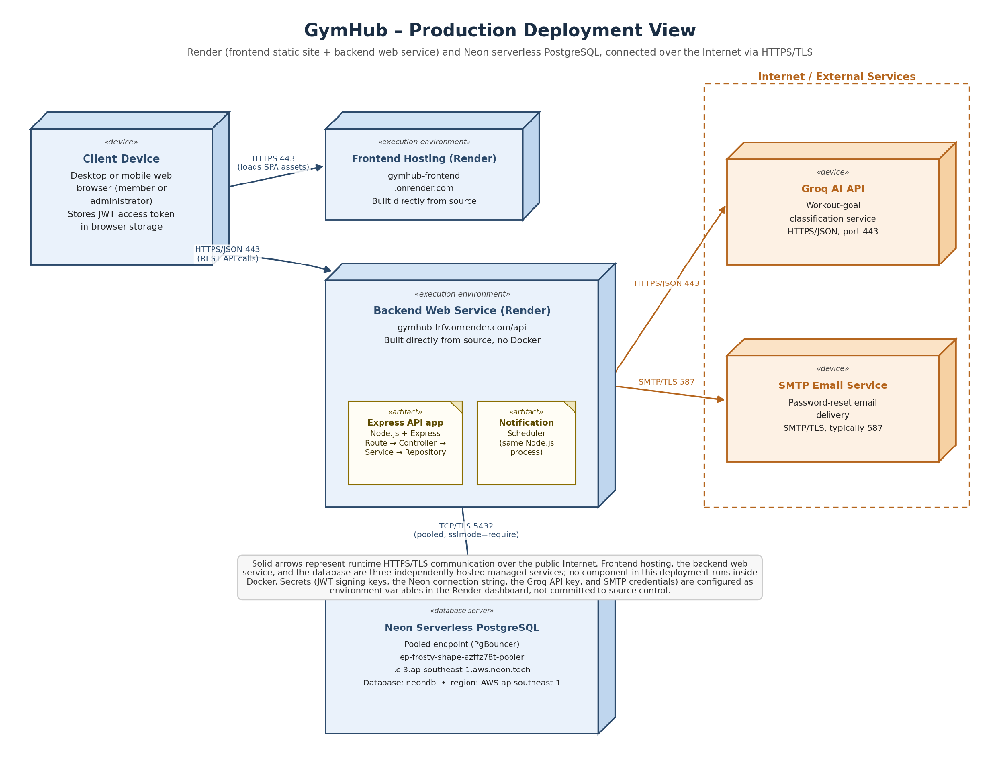 GymHub – Production Deployment View
Render (frontend static site + backend web service) and Neon serverless PostgreSQL, connected over the Internet via HTTPS/TLS
Internet / External Services
«device»
Client Device
Desktop or mobile web
browser (member or
administrator)
Stores JWT access token
in browser storage
HTTPS 443
(loads SPA assets)
«execution environment»
Frontend Hosting (Render)
gymhub-frontend
.onrender.com
Built directly from source
«device»
Groq AI API
Workout-goal
classification service
HTTPS/JSON, port 443
HTTPS/JSON 443
(REST API calls)
«execution environment»
Backend Web Service (Render)
gymhub-lrfv.onrender.com/api
Built directly from source, no Docker
HTTPS/JSON 443
SMTP/TLS 587
«device»
SMTP Email Service
Password-reset email
delivery
SMTP/TLS, typically 587
«artifact»
Express API app
Node.js + Express
Route → Controller →
Service → Repository
«artifact»
Notification
Scheduler
(same Node.js
process)
TCP/TLS 5432
(pooled, sslmode=require)
Solid arrows represent runtime HTTPS/TLS communication over the public Internet. Frontend hosting, the backend web
service, and the database are three independently hosted managed services; no component in this deployment runs inside
Docker. Secrets (JWT signing keys, the Neon connection string, the Groq API key, and SMTP credentials) are configured as
environment variables in the Render dashboard, not committed to source control.
«database server»
Neon Serverless PostgreSQL
Pooled endpoint (PgBouncer)
ep-frosty-shape-azffz78t-pooler
.c-3.ap-southeast-1.aws.neon.tech
Database: neondb • region: AWS ap-southeast-1